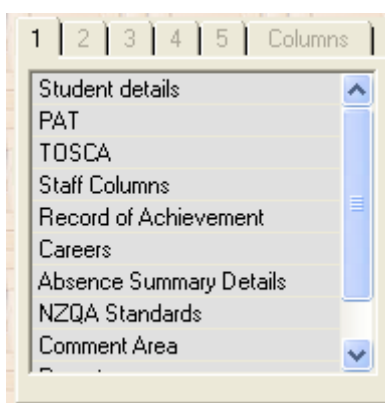 1 2 3 4 5 Columns
Student details
PAT
TOSCA
Staff Columns
Record of Achievement
Careers
Absence Summary Details
NZQA Standards
Comment Area